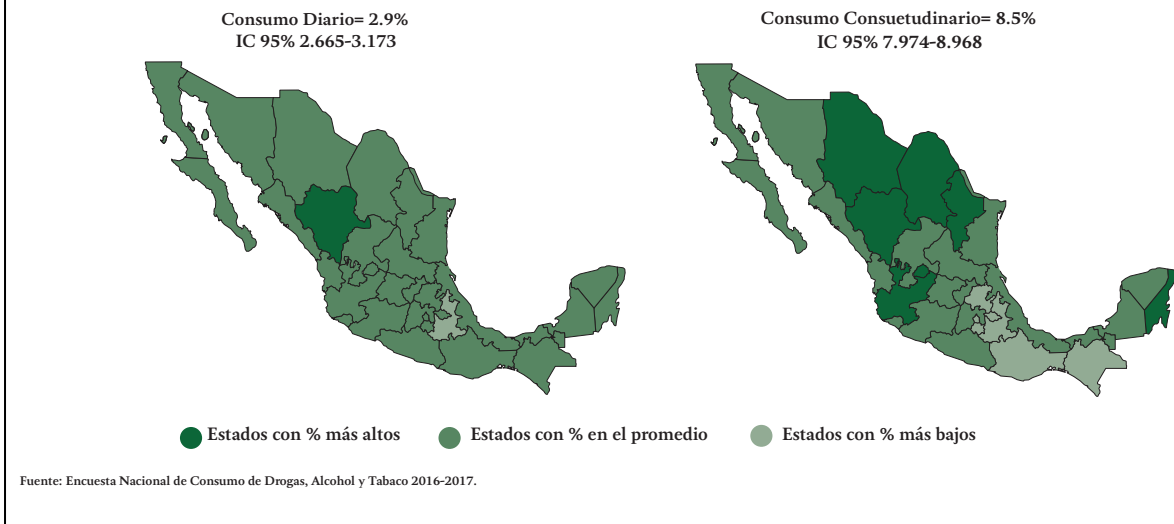 Consumo Diario= 2.9%
IC 95% 2.665-3.173
Consumo Consuetudinario= 8.5%
IC 95% 7.974-8.968
Estados con % más altos
Estados con % en el promedio
Estados con % más bajos
Fuente: Encuesta Nacional de Consumo de Drogas, Alcohol y Tabaco 2016-2017.